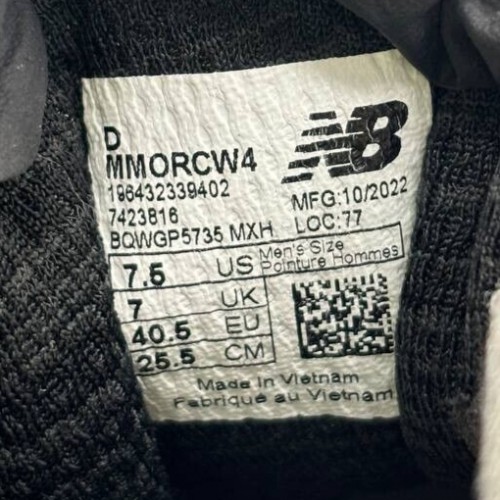 D
MMORCW4
196432339402
7423816
BQWGP5735 MXH
NB
MFG:10/2022
LOC:77
7.5 US Men's Size
Pointure Hommes
7 UK
40.5 EU
25.5 CM
Made In Vietnam
Fabriqué au Vietnam